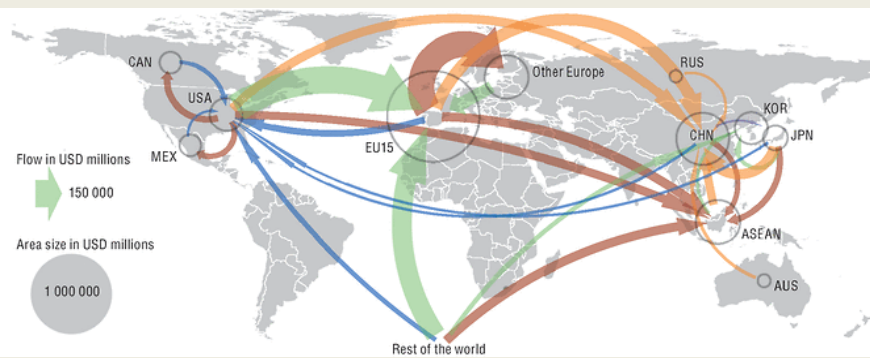 CAN
USA
MEX
Flow in USD millions
150 000
Area size in USD millions
1 000 000
EU15
Other Europe
RUS
KOR
CHN
JPN
ASEAN
AUS
Rest of the world